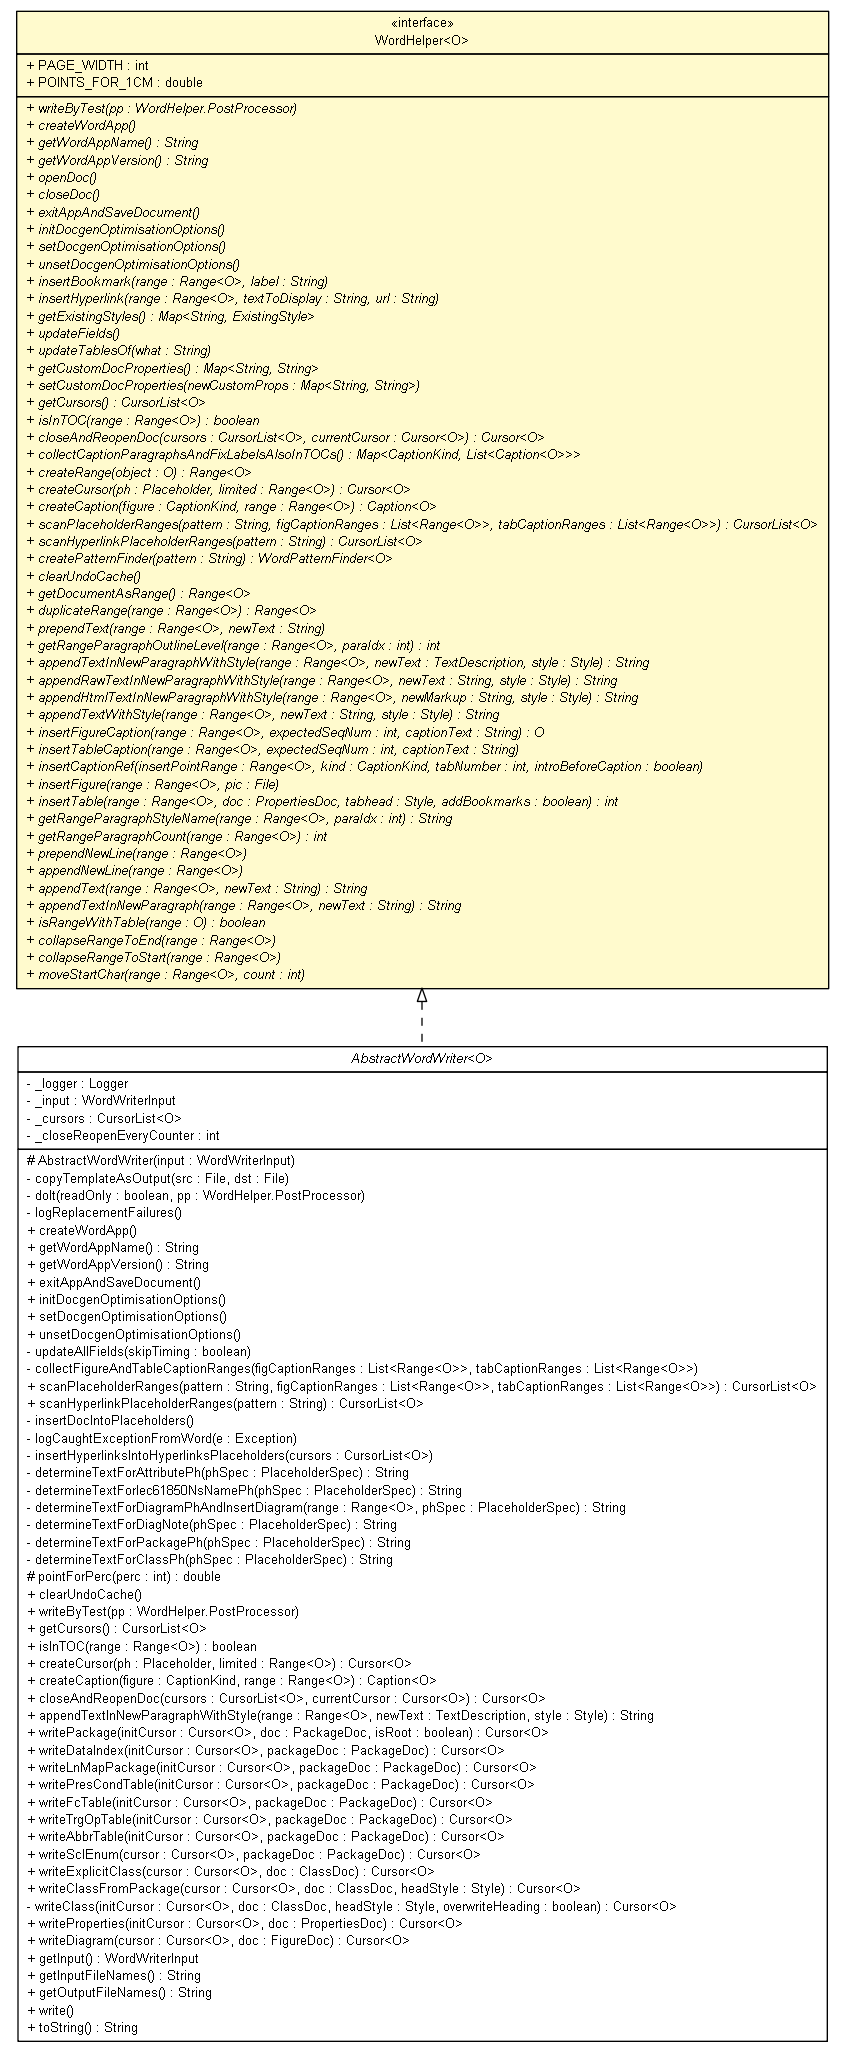 «interface»
WordHelper<O>
+ PAGE_WIDTH : int
+ POINTS_FOR_1CM : double
+ writeByTest(pp : WordHelper.PostProcessor)
+ createWordApp()
+ getWordAppName() : String
+ getWordAppVersion() : String
+ openDoc()
+ closeDoc()
+ exitAppAndSaveDocument()
+ initDocgenOptimisationOptions()
+ setDocgenOptimisationOptions()
+ unsetDocgenOptimisationOptions()
+ insertBookmark(range : Range<O>, label : String)
+ insertHyperlink(range : Range<O>, textToDisplay : String, url : String)
+ getExistingStyles() : Map<String, ExistingStyle>
+ updateFields()
+ updateTablesOf(what : String)
+ getCustomDocProperties() : Map<String, String>
+ setCustomDocProperties(newCustomProps : Map<String, String>)
+ getCursors() : CursorList<O>
+ isInTOC(range : Range<O>) : boolean
+ closeAndReopenDoc(cursors : CursorList<O>, currentCursor : Cursor<O>) : Cursor<O>
+ collectCaptionParagraphsAndFixLabelsAlsoInTOCs() : Map<CaptionKind, List<Caption<O>>>
+ createRange(object : O) : Range<O>
+ createCursor(ph : Placeholder, limited : Range<O>) : Cursor<O>
+ createCaption(figure : CaptionKind, range : Range<O>) : Caption<O>
+ scanPlaceholderRanges(pattern : String, figCaptionRanges : List<Range<O>>, tabCaptionRanges : List<Range<O>>) : CursorList<O>
+ scanHyperlinkPlaceholderRanges(pattern : String) : CursorList<O>
+ createPatternFinder(pattern : String) : WordPatternFinder<O>
+ clearUndoCache()
+ getDocumentAsRange() : Range<O>
+ duplicateRange(range : Range<O>) : Range<O>
+ prependText(range : Range<O>, newText : String)
+ getRangeParagraphOutlineLevel(range : Range<O>, paraIdx : int) : int
+ appendTextInNewParagraphWithStyle(range : Range<O>, newText : TextDescription, style : Style) : String
+ appendRawTextInNewParagraphWithStyle(range : Range<O>, newText : String, style : Style) : String
+ appendHtmlTextInNewParagraphWithStyle(range : Range<O>, newMarkup : String, style : Style) : String
+ appendTextWithStyle(range : Range<O>, newText : String, style : Style) : String
+ insertFigureCaption(range : Range<O>, expectedSeqNum : int, captionText : String) : O
+ insertTableCaption(range : Range<O>, expectedSeqNum : int, captionText : String)
+ insertCaptionRef(insertPointRange : Range<O>, kind : CaptionKind, tabNumber : int, introBeforeCaption : boolean)
+ insertFigure(range : Range<O>, pic : File)
+ insertTable(range : Range<O>, doc : PropertiesDoc, tabhead : Style, addBookmarks : boolean) : int
+ getRangeParagraphStyleName(range : Range<O>, paraIdx : int) : String
+ getRangeParagraphCount(range : Range<O>) : int
+ prependNewLine(range : Range<O>)
+ appendNewLine(range : Range<O>)
+ appendText(range : Range<O>, newText : String) : String
+ appendTextInNewParagraph(range : Range<O>, newText : String) : String
+ isRangeWithTable(range : O) : boolean
+ collapseRangeToEnd(range : Range<O>)
+ collapseRangeToStart(range : Range<O>)
+ moveStartChar(range : Range<O>, count : int)
AbstractWordWriter<O>
- _logger : Logger
- _input : WordWriterInput
- _cursors : CursorList<O>
- _closeReopenEveryCounter : int
# AbstractWordWriter(input : WordWriterInput)
- copyTemplateAsOutput(src : File, dst : File)
- doIt(readOnly : boolean, pp : WordHelper.PostProcessor)
- logReplacementFailures()
+ createWordApp()
+ getWordAppName() : String
+ getWordAppVersion() : String
+ exitAppAndSaveDocument()
+ initDocgenOptimisationOptions()
+ setDocgenOptimisationOptions()
+ unsetDocgenOptimisationOptions()
- updateAllFields(skipTiming : boolean)
- collectFigureAndTableCaptionRanges(figCaptionRanges : List<Range<O>>, tabCaptionRanges : List<Range<O>>)
+ scanPlaceholderRanges(pattern : String, figCaptionRanges : List<Range<O>>, tabCaptionRanges : List<Range<O>>) : CursorList<O>
+ scanHyperlinkPlaceholderRanges(pattern : String) : CursorList<O>
- insertDocIntoPlaceholders()
- logCaughtExceptionFromWord(e : Exception)
- insertHyperlinksIntoHyperlinksPlaceholders(cursors : CursorList<O>)
- determineTextForAttributePh(phSpec : PlaceholderSpec) : String
- determineTextForIec61850NsNamePh(phSpec : PlaceholderSpec) : String
- determineTextForDiagramPhAndInsertDiagram(range : Range<O>, phSpec : PlaceholderSpec) : String
- determineTextForDiagNote(phSpec : PlaceholderSpec) : String
- determineTextForPackagePh(phSpec : PlaceholderSpec) : String
- determineTextForClassPh(phSpec : PlaceholderSpec) : String
# pointForPerc(perc : int) : double
+ clearUndoCache()
+ writeByTest(pp : WordHelper.PostProcessor)
+ getCursors() : CursorList<O>
+ isInTOC(range : Range<O>) : boolean
+ createCursor(ph : Placeholder, limited : Range<O>) : Cursor<O>
+ createCaption(figure : CaptionKind, range : Range<O>) : Caption<O>
+ closeAndReopenDoc(cursors : CursorList<O>, currentCursor : Cursor<O>) : Cursor<O>
+ appendTextInNewParagraphWithStyle(range : Range<O>, newText : TextDescription, style : Style) : String
+ writePackage(initCursor : Cursor<O>, doc : PackageDoc, isRoot : boolean) : Cursor<O>
+ writeDataIndex(initCursor : Cursor<O>, packageDoc : PackageDoc) : Cursor<O>
+ writeLnMapPackage(initCursor : Cursor<O>, packageDoc : PackageDoc) : Cursor<O>
+ writePresCondTable(initCursor : Cursor<O>, packageDoc : PackageDoc) : Cursor<O>
+ writeFcTable(initCursor : Cursor<O>, packageDoc : PackageDoc) : Cursor<O>
+ writeTrgOpTable(initCursor : Cursor<O>, packageDoc : PackageDoc) : Cursor<O>
+ writeAbbrTable(initCursor : Cursor<O>, packageDoc : PackageDoc) : Cursor<O>
+ writeSclEnum(cursor : Cursor<O>, packageDoc : PackageDoc) : Cursor<O>
+ writeExplicitClass(cursor : Cursor<O>, doc : ClassDoc) : Cursor<O>
+ writeClassFromPackage(cursor : Cursor<O>, doc : ClassDoc, headStyle : Style) : Cursor<O>
- writeClass(initCursor : Cursor<O>, doc : ClassDoc, headStyle : Style, overwriteHeading : boolean) : Cursor<O>
+ writeProperties(initCursor : Cursor<O>, doc : PropertiesDoc) : Cursor<O>
+ writeDiagram(cursor : Cursor<O>, doc : FigureDoc) : Cursor<O>
+ getInput() : WordWriterInput
+ getInputFileNames() : String
+ getOutputFileNames() : String
+ write()
+ toString() : String